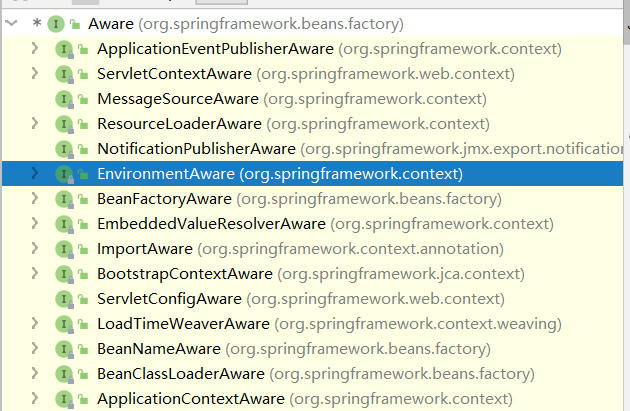 Aware (org.springframework.beans.factory)
ApplicationEventPublisherAware (org.springframework.context)
ServletContextAware (org.springframework.web.context)
MessageSourceAware (org.springframework.context)
ResourceLoaderAware (org.springframework.context)
NotificationPublisherAware (org.springframework.jmx.export.notification
EnvironmentAware (org.springframework.context)
BeanFactoryAware (org.springframework.beans.factory)
EmbeddedValueResolverAware (org.springframework.context)
ImportAware (org.springframework.context.annotation)
BootstrapContextAware (org.springframework.jca.context)
ServletConfigAware (org.springframework.web.context)
LoadTimeWeaverAware (org.springframework.context.weaving)
BeanNameAware (org.springframework.beans.factory)
BeanClassLoaderAware (org.springframework.beans.factory)
ApplicationContextAware (org.springframework.context)